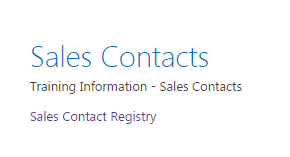 Sales Contacts
Training Information - Sales Contacts
Sales Contact Registry